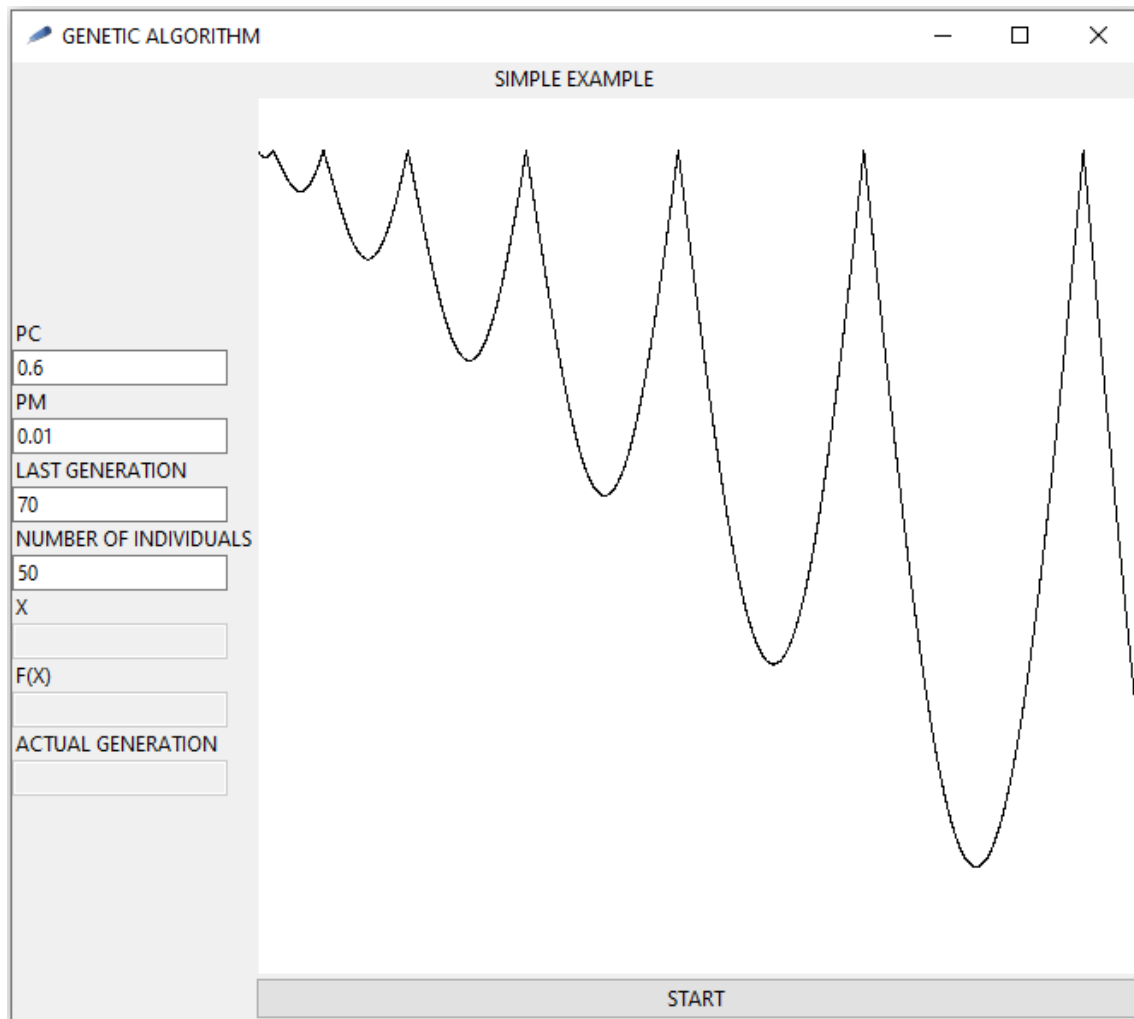 GENETIC ALGORITHM
SIMPLE EXAMPLE
PC
0.6
PM
0.01
LAST GENERATION
70
NUMBER OF INDIVIDUALS
50
X
F(X)
ACTUAL GENERATION
START